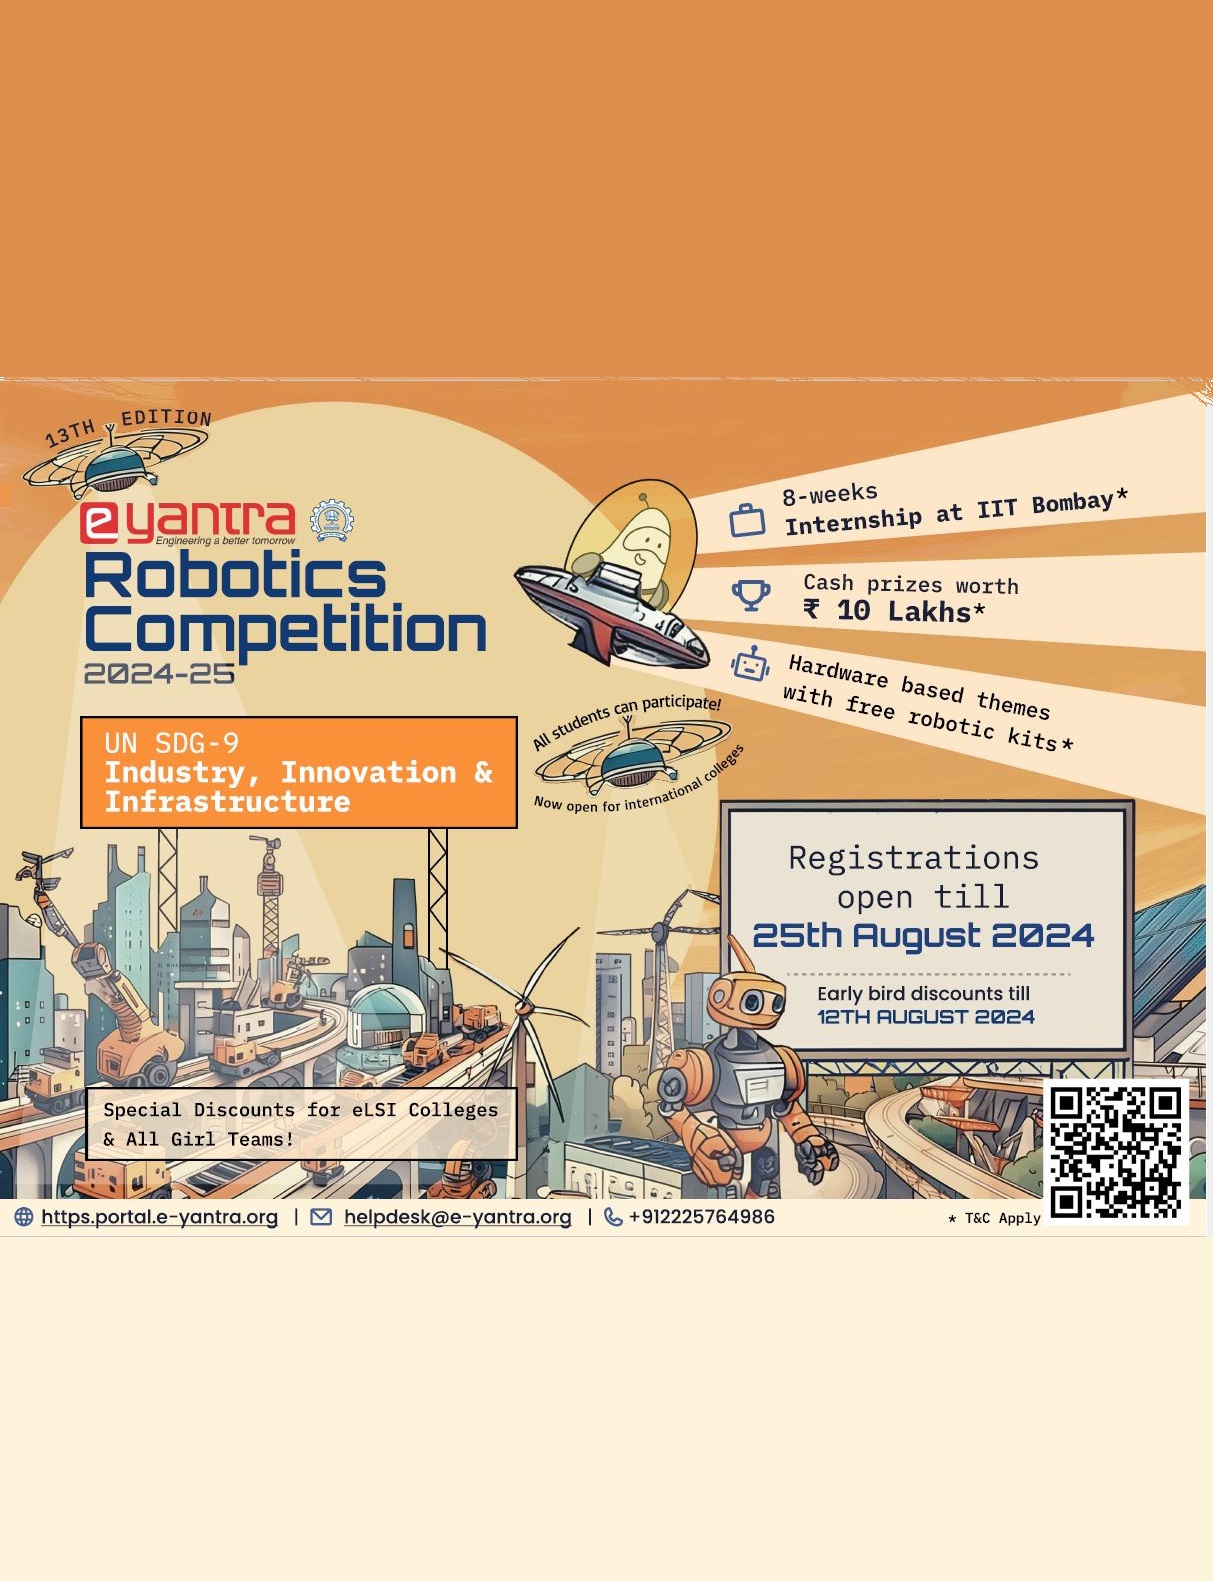 13TH EDITION
e yantra
Engineering a better tomorrow
Robotics
Competition
2024-25
UN SDG-9
Industry, Innovation &
Infrastructure
8-weeks
Internship at IIT Bombay*
Cash prizes worth
₹ 10 Lakhs*
Hardware based themes
with free robotic kits*
All students can participate!
Now open for international colleges
Registrations
open till
25th August 2024
Early bird discounts till
12TH AUGUST 2024
Special Discounts for eLSI Colleges
& All Girl Teams!
https.portal.e-yantra.org | helpdesk@e-yantra.org | +912225764986
* T&C Apply